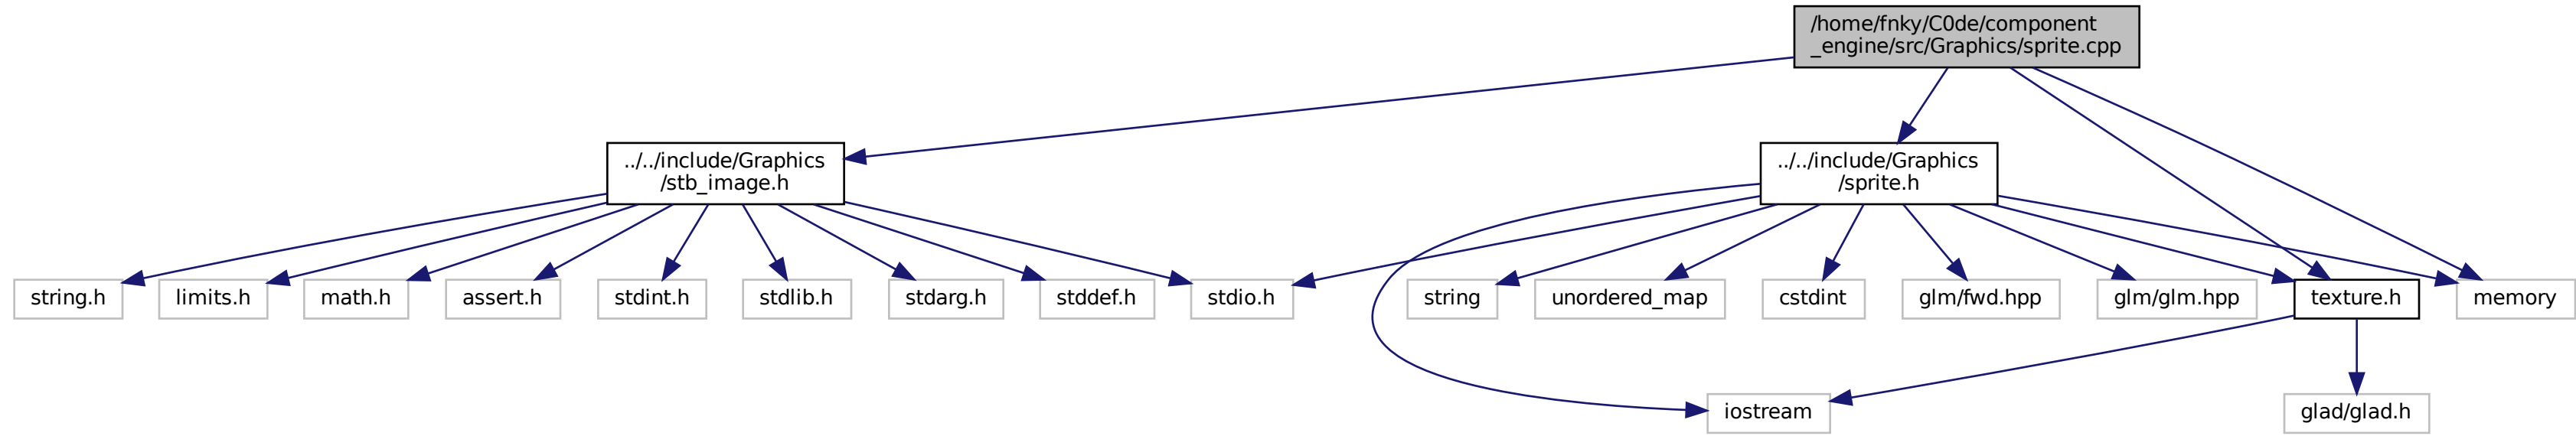 /home/fnky/C0de/component
_engine/src/Graphics/sprite.cpp
../../include/Graphics
/stb_image.h
../../include/Graphics
/sprite.h
string.h
limits.h
math.h
assert.h
stdint.h
stdlib.h
stdarg.h
stddef.h
stdio.h
string
unordered_map
cstdint
glm/fwd.hpp
glm/glm.hpp
texture.h
memory
iostream
glad/glad.h